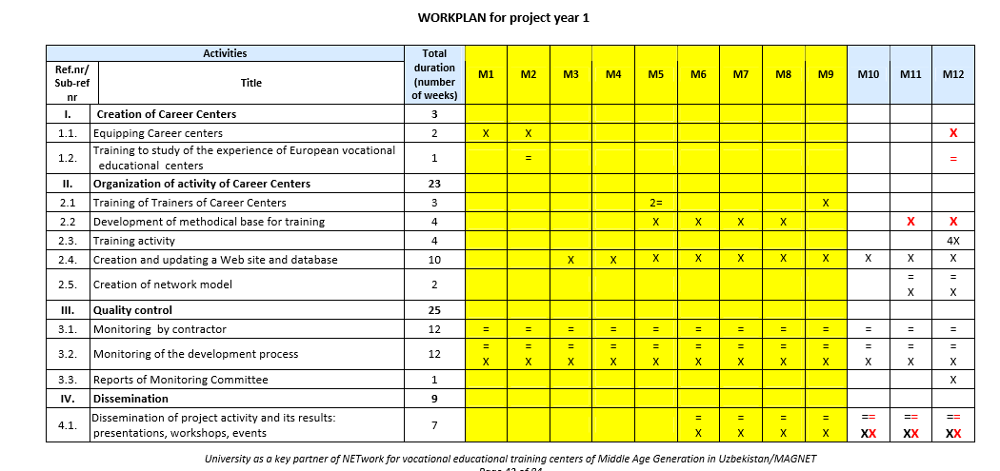 WORKPLAN for project year 1
Activities
Total duration (number of weeks)
M1 M2 M3 M4 M5 M6 M7 M8 M9 M10 M11 M12
Ref.nr/ Sub-ref nr
Title
I. Creation of Career Centers 3
1.1. Equipping Career centers 2 X X X
1.2. Training to study of the experience of European vocational
educational centers 1 = =
II. Organization of activity of Career Centers 23
2.1 Training of Trainers of Career Centers 3 2= X
2.2 Development of methodical base for training 4 X X X X X X
2.3. Training activity 4 4X
2.4. Creation and updating a Web site and database 10 X X X X X X X X X X
2.5. Creation of network model 2 = =
X X
III. Quality control 25
3.1. Monitoring by contractor 12 = = = = = = = = = = = =
3.2. Monitoring of the development process 12 = = = = = = = = = = = =
X X X X X X X X X X X X
3.3. Reports of Monitoring Committee 1 X
IV. Dissemination 9
4.1. Dissemination of project activity and its results: 7 = = = = == == ==
presentations, workshops, events X X X X XX XX XX
University as a key partner of NETwork for vocational educational training centers of Middle Age Generation in Uzbekistan/MAGNET